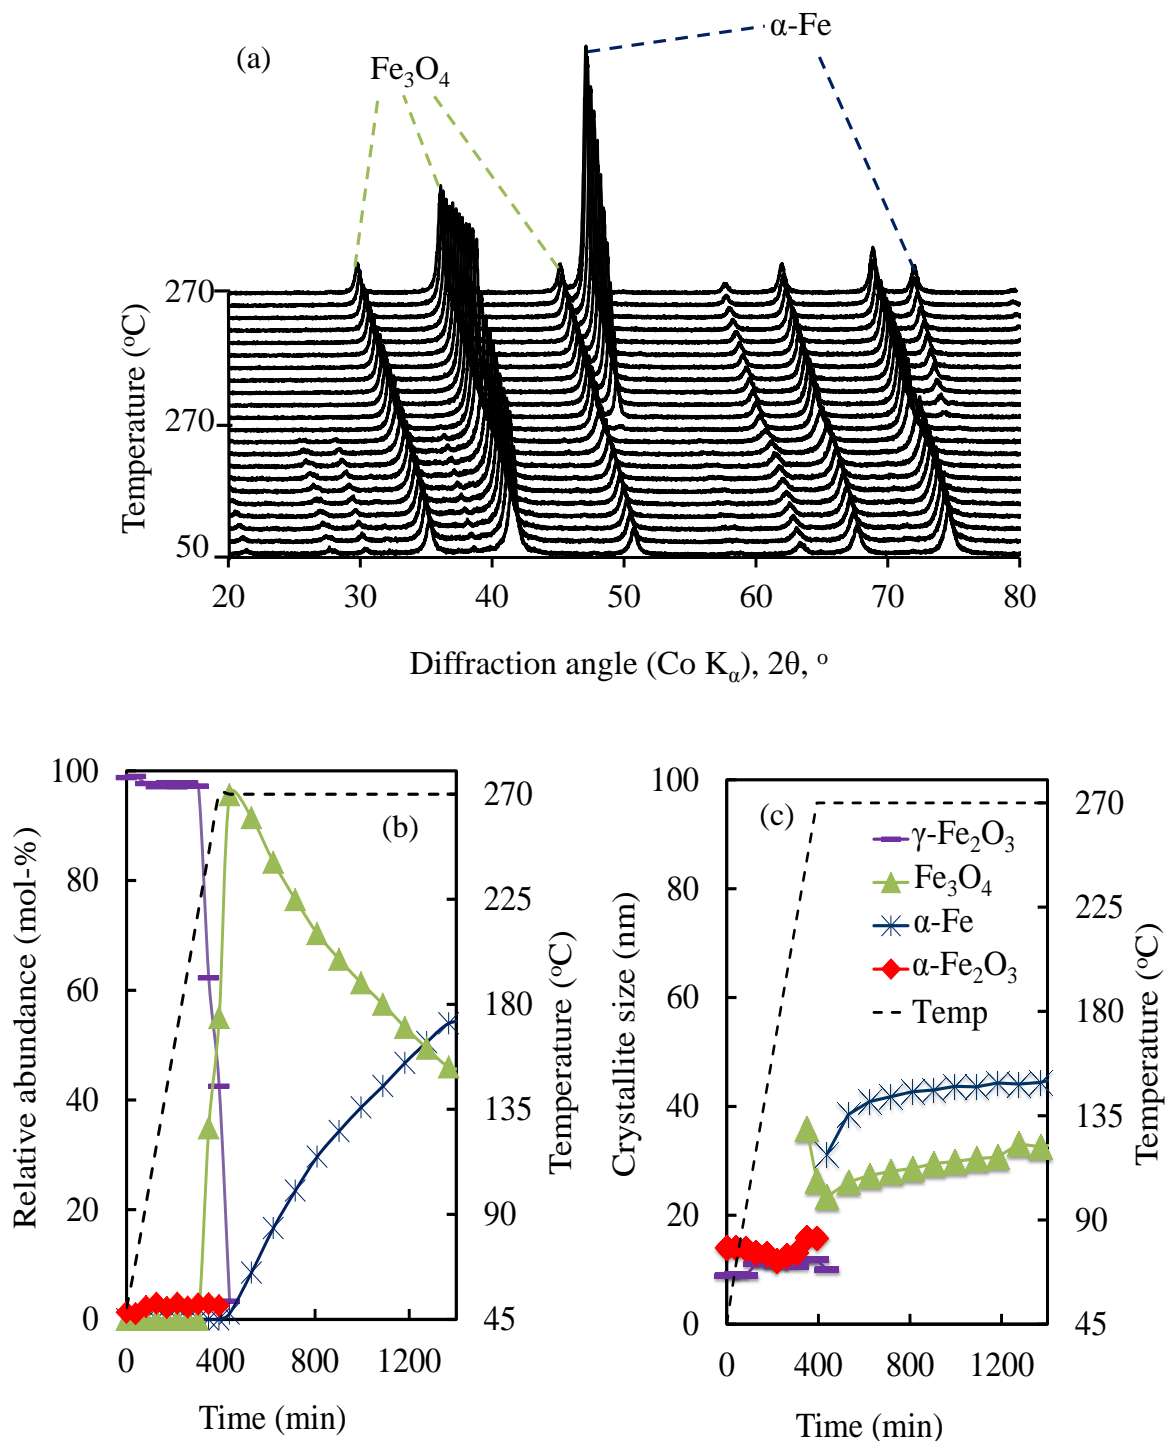 (a)
Fe₃O₄
α-Fe
Temperature (°C)
270
270
50
20 30 40 50 60 70 80
Diffraction angle (Co Kα), 2θ, °
Relative abundance (mol-%)
100
80
60
40
20
0
(b)
270
225
180
135
90
45
Temperature (°C)
0 400 800 1200
Time (min)
Crystallite size (nm)
100
80
60
40
20
0
(c)
γ-Fe₂O₃
Fe₃O₄
α-Fe
α-Fe₂O₃
Temp
270
225
180
135
90
45
Temperature (°C)
0 400 800 1200
Time (min)